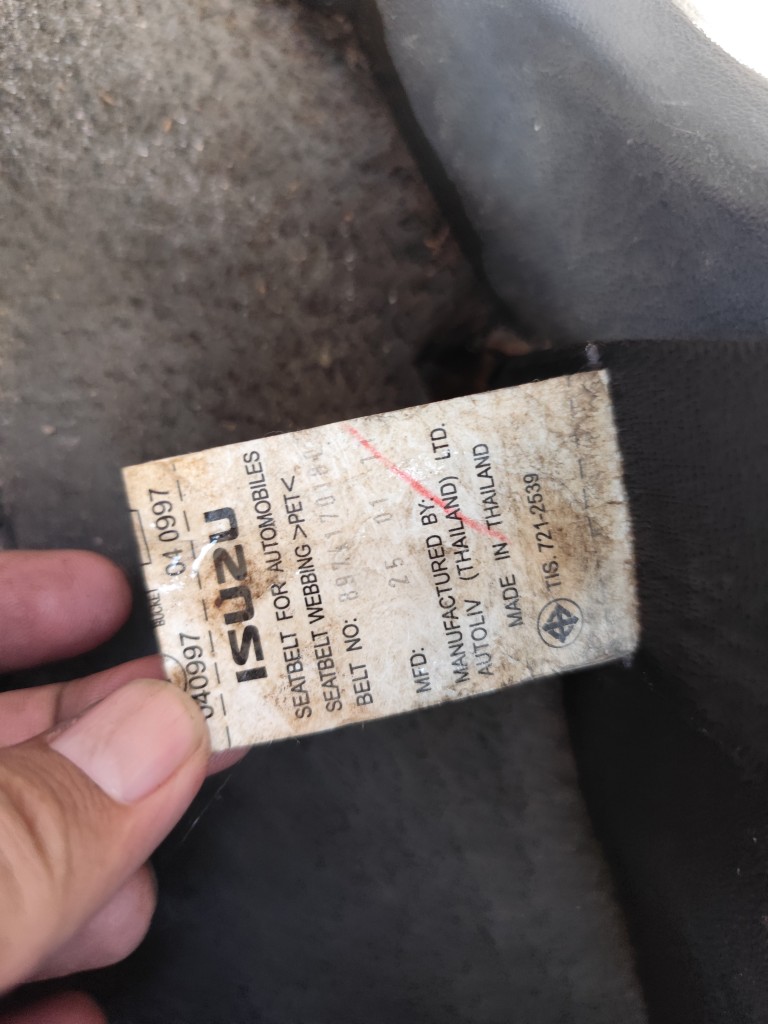 040997 04 0997
ISUZU
SEATBELT FOR AUTOMOBILES
SEATBELT WEBBING >PET<
BELT NO:
MFD: 25 01
MANUFACTURED BY:
AUTOLIV (THAILAND) LTD.
MADE IN THAILAND
TIS. 721-2539